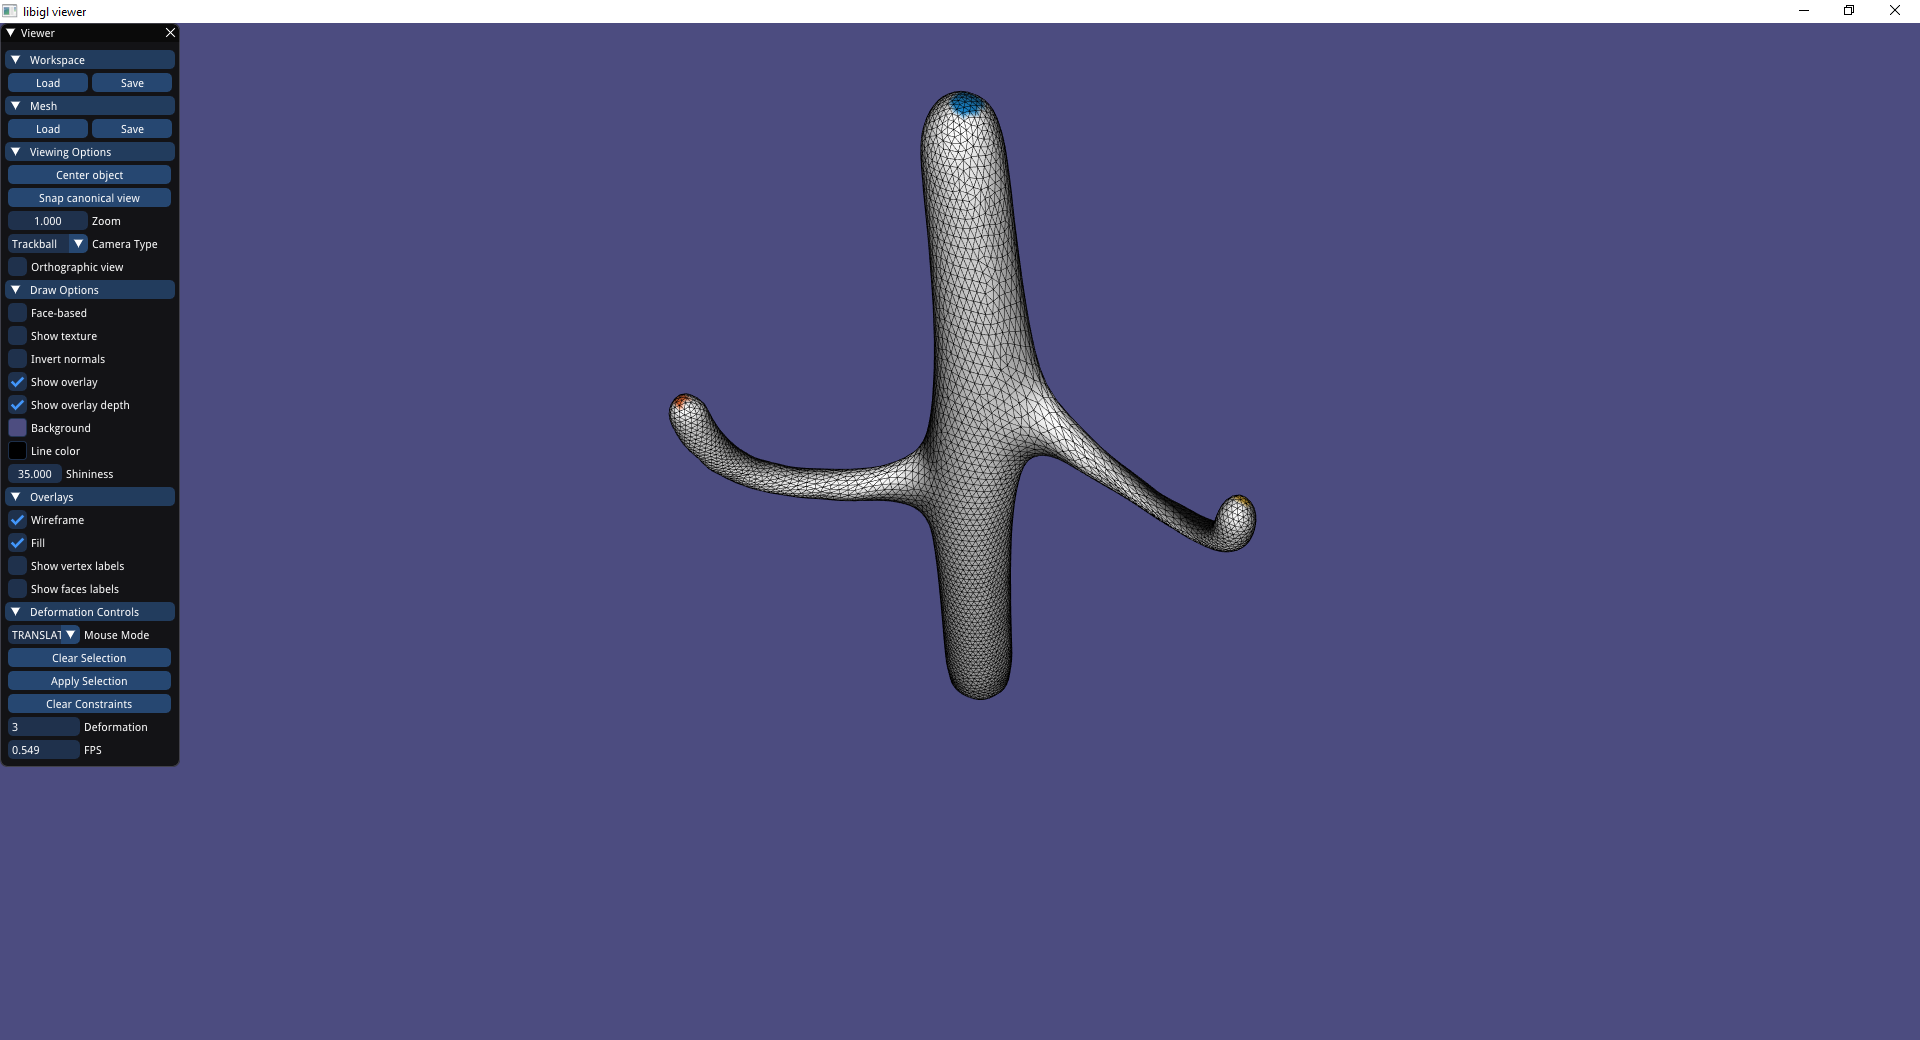 libigl viewer
Viewer
Workspace
Load Save
Mesh
Load Save
Viewing Options
Center object
Snap canonical view
1.000 Zoom
Trackball Camera Type
Orthographic view
Draw Options
Face-based
Show texture
Invert normals
Show overlay
Show overlay depth
Background
Line color
35.000 Shininess
Overlays
Wireframe
Fill
Show vertex labels
Show faces labels
Deformation Controls
TRANSLAT Mouse Mode
Clear Selection
Apply Selection
Clear Constraints
3 Deformation
0.549 FPS